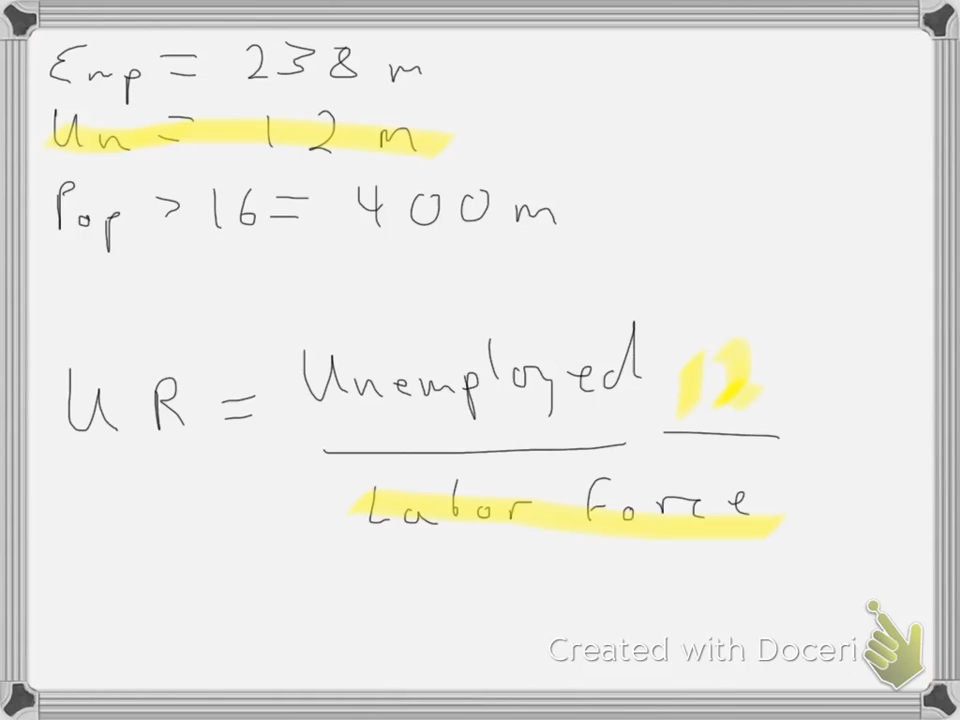 Emp = 238 m
Un = 12 m
Pop > 16 = 400 m
UR = Unemployed 12
Labor Force
Created with Doceri